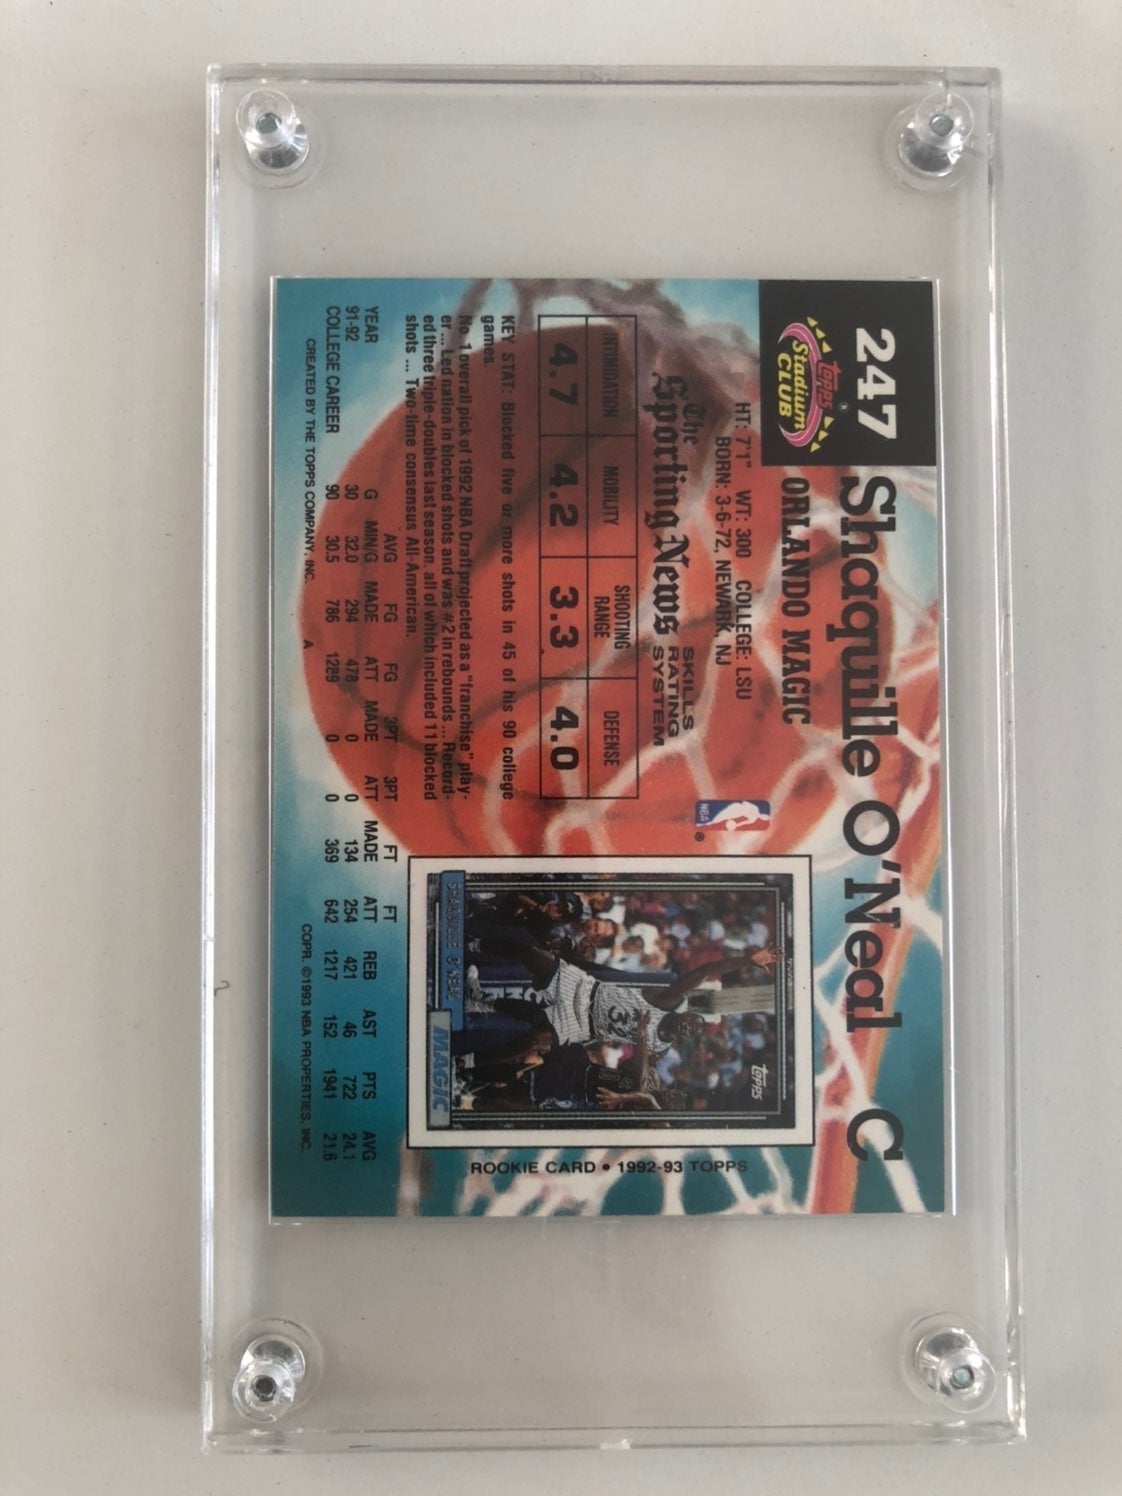 247
TOPPS
Stadium
CLUB
®
Shaquille O'Neal C
ORLANDO MAGIC
HT: 7'1" WT: 300 COLLEGE: LSU
BORN: 3-6-72, NEWARK, NJ
The
Sporting News
SKILLS
RATING
SYSTEM
NBA
®
INTIMIDATION MOBILITY SHOOTING RANGE DEFENSE
4.7 4.2 3.3 4.0
KEY STAT: Blocked five or more shots in 45 of his 90 college
games.
No. 1 overall pick of 1992 NBA Draft projected as a "franchise" play-
er ... Led nation in blocked shots and was #2 in rebounds ... Record-
ed three triple-doubles last season, all of which included 11 blocked
shots ... Two-time consensus All-American.
TOPPS
32
SHAQUILLE O'NEAL
MAGIC
ROOKIE CARD • 1992-93 TOPPS
YEAR G AVG MIN/G FG MADE FG ATT 3PT MADE 3PT ATT FT MADE FT ATT REB AST PTS AVG
91-92 30 32.0 294 478 0 0 134 254 421 46 722 24.1
COLLEGE CAREER 90 30.5 786 1289 0 0 369 642 1217 152 1941 21.6
CREATED BY THE TOPPS COMPANY, INC. A COPR. ©1993 NBA PROPERTIES, INC.